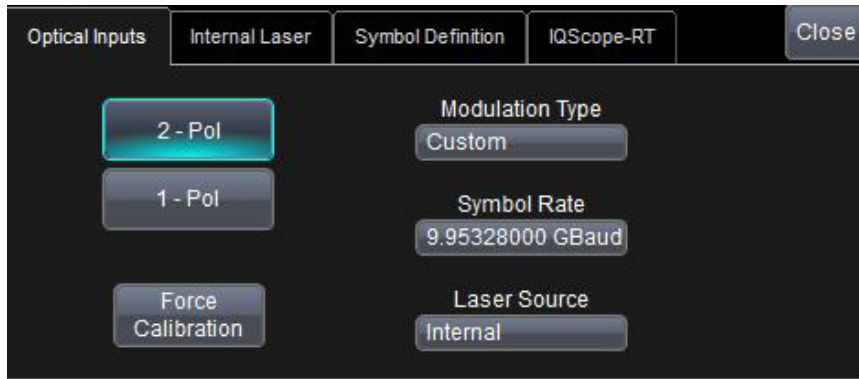 Optical Inputs
Internal Laser
Symbol Definition
IQScope-RT
Close
2 - Pol
1 - Pol
Force
Calibration
Modulation Type
Custom
Symbol Rate
9.95328000 GBaud
Laser Source
Internal